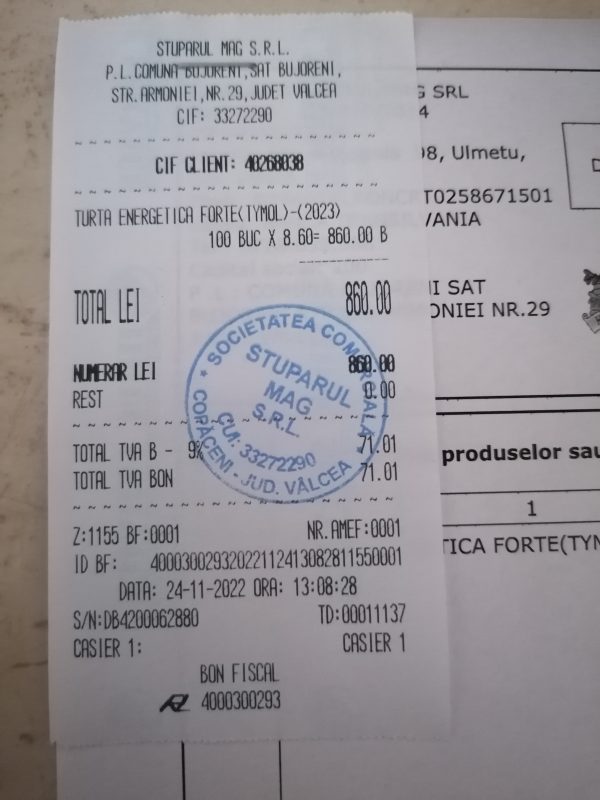 STUPARUL MAG S.R.L.
P.L.COMUNA BUJORENI,SAT BUJORENI,
STR.ARMONIEI,NR.29,JUDET VALCEA
CIF: 33272290
CIF CLIENT: 40268038
TURTA ENERGETICA FORTE(TYMOL)-(2023)
100 BUC X 8.60= 860.00 B
TOTAL LEI 860.00
NUMERAR LEI 860.00
REST 0.00
TOTAL TVA B - 9% 71.01
TOTAL TVA BON 71.01
Z:1155 BF:0001 NR.AMEF:0001
ID BF: 40003002932022112413082811550001
DATA: 24-11-2022 ORA: 13:08:28
S/N:DB4200062880 TD:00011137
CASIER 1: CASIER 1
BON FISCAL
4000300293
SOCIETATEA COMERCIALA
STUPARUL
MAG
S.R.L.
CUI: 33272290
CORĂCENI - JUD. VÂLCEA
G SRL
4
98, Ulmetu,
T0258671501
/ANIA
I SAT
ONIEI NR.29
produselor sau
1
TICA FORTE(TYM